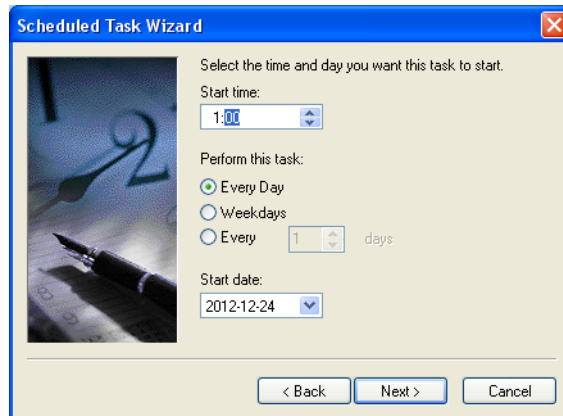 Scheduled Task Wizard
Select the time and day you want this task to start.
Start time:
1:00
Perform this task:
Every Day
Weekdays
Every 1 days
Start date:
2012-12-24
< Back
Next >
Cancel